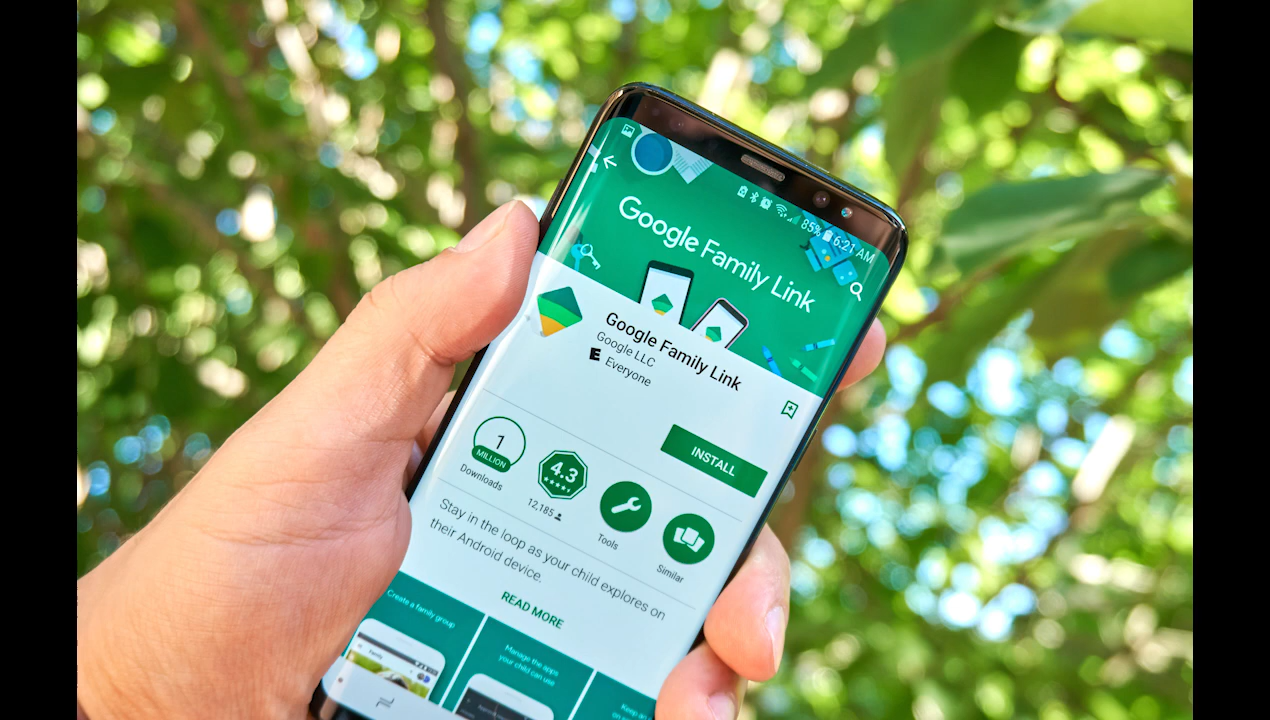 85% 6:21 AM
Google Family Link
Google Family Link
Google LLC
E Everyone
INSTALL
1
MILLION
Downloads
4.3
12,185
Tools
Similar
Stay in the loop as your child explores on
their Android device.
READ MORE
Create a family group
Family
Manage the apps
your child can use